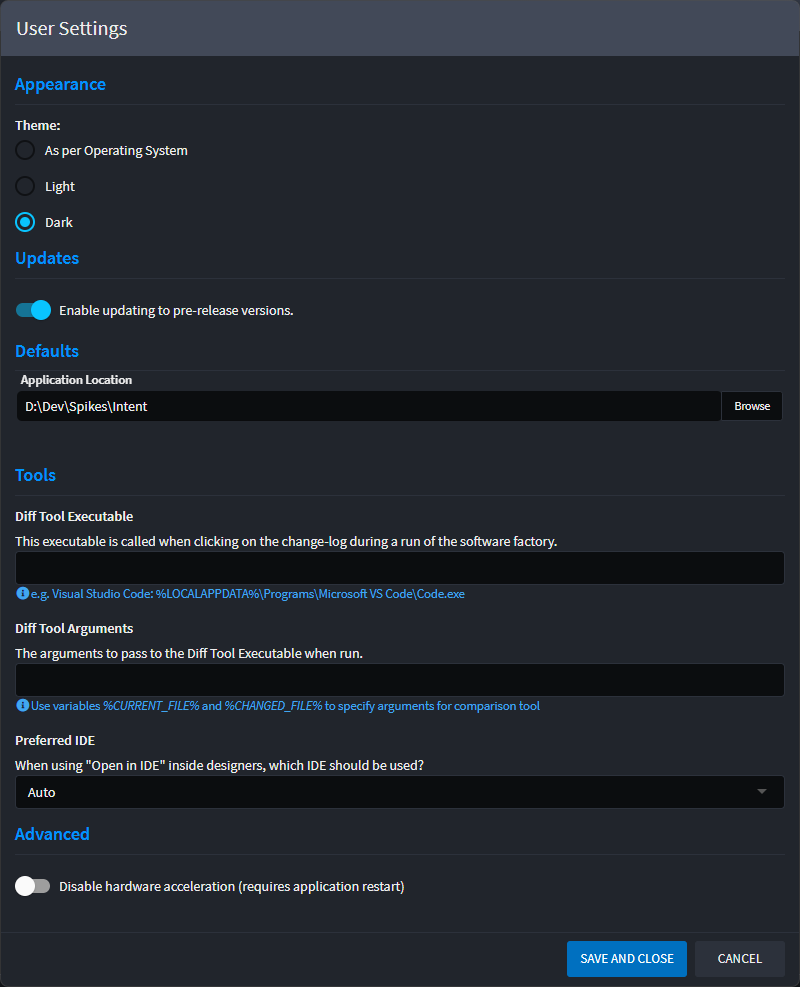 User Settings
Appearance
Theme:
As per Operating System
Light
Dark
Updates
Enable updating to pre-release versions.
Defaults
Application Location
D:\Dev\Spikes\Intent
Browse
Tools
Diff Tool Executable
This executable is called when clicking on the change-log during a run of the software factory.
e.g. Visual Studio Code: %LOCALAPPDATA%\Programs\Microsoft VS Code\Code.exe
Diff Tool Arguments
The arguments to pass to the Diff Tool Executable when run.
Use variables %CURRENT_FILE% and %CHANGED_FILE% to specify arguments for comparison tool
Preferred IDE
When using "Open in IDE" inside designers, which IDE should be used?
Auto
Advanced
Disable hardware acceleration (requires application restart)
SAVE AND CLOSE
CANCEL